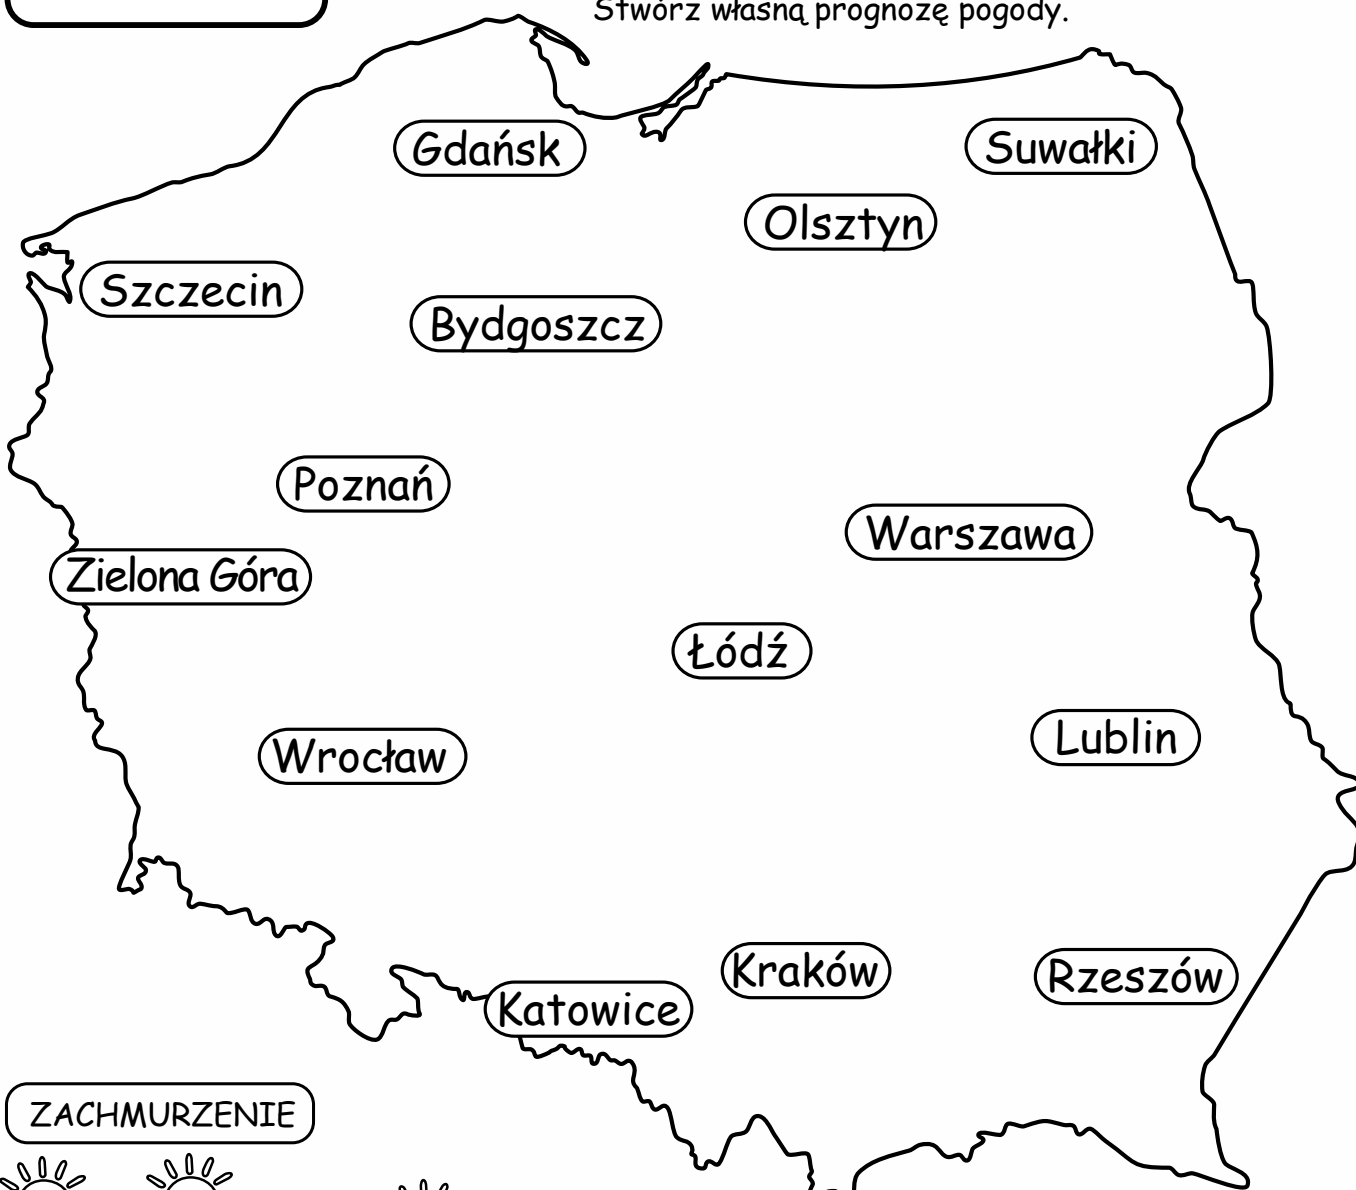 Stwórz własną prognozę pogody.
Gdańsk
Suwałki
Olsztyn
Szczecin
Bydgoszcz
Poznań
Warszawa
Zielona Góra
Łódź
Lublin
Wrocław
Kraków
Rzeszów
Katowice
ZACHMURZENIE